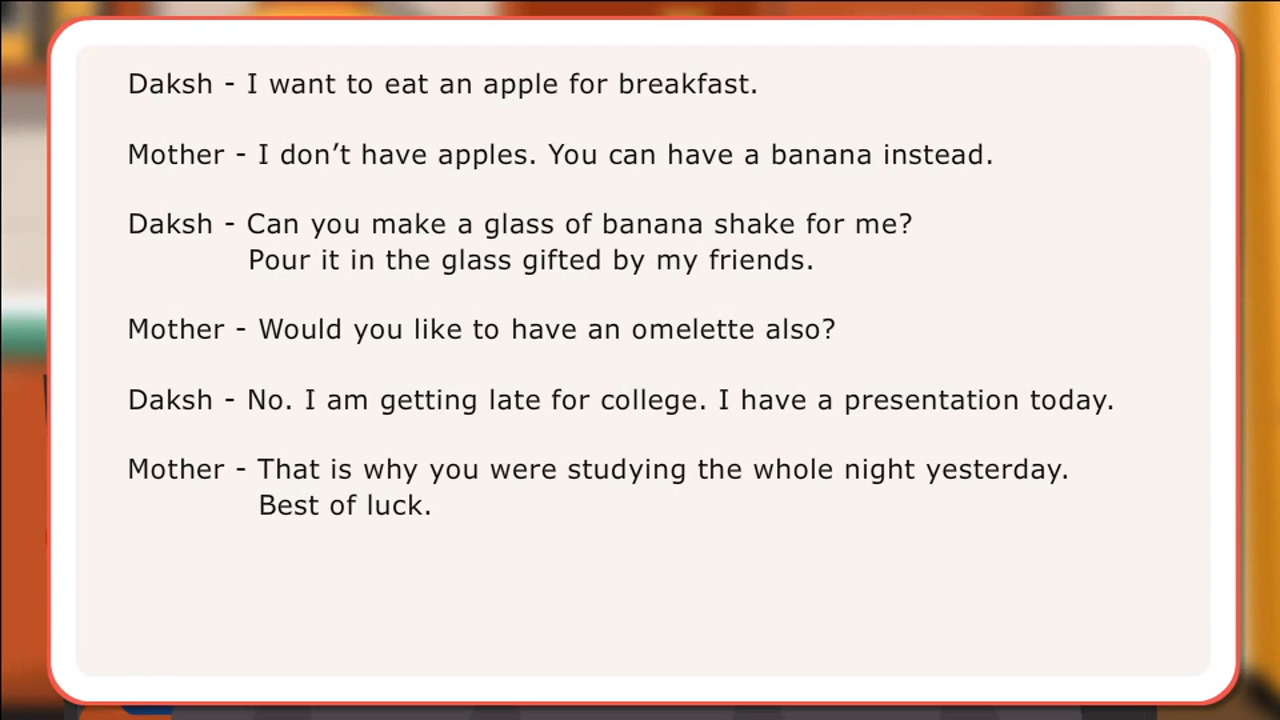 Daksh - I want to eat an apple for breakfast.
Mother - I don’t have apples. You can have a banana instead.
Daksh - Can you make a glass of banana shake for me?
Pour it in the glass gifted by my friends.
Mother - Would you like to have an omelette also?
Daksh - No. I am getting late for college. I have a presentation today.
Mother - That is why you were studying the whole night yesterday.
Best of luck.